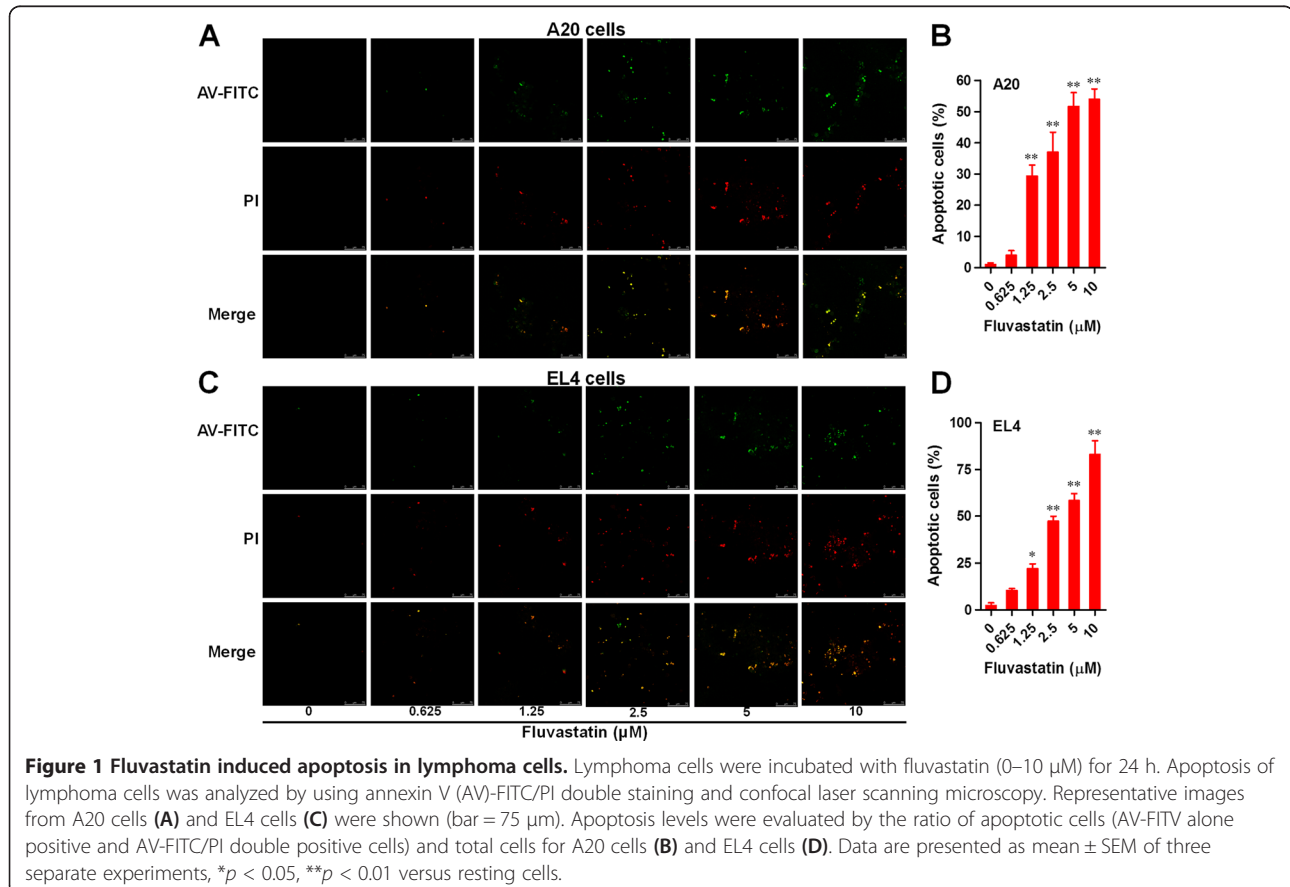 A
A20 cells
AV-FITC
PI
Merge
B
A20
Apoptotic cells (%)
60
50
40
30
20
10
0
**
**
**
**
0
0.625
1.25
2.5
5
10
Fluvastatin (μM)
C
EL4 cells
AV-FITC
PI
Merge
0
0.625
1.25
2.5
5
10
Fluvastatin (μM)
D
EL4
Apoptotic cells (%)
100
75
50
25
0
*
**
**
**
0
0.625
1.25
2.5
5
10
Fluvastatin (μM)
Figure 1 Fluvastatin induced apoptosis in lymphoma cells. Lymphoma cells were incubated with fluvastatin (0–10 μM) for 24 h. Apoptosis of
lymphoma cells was analyzed by using annexin V (AV)-FITC/PI double staining and confocal laser scanning microscopy. Representative images
from A20 cells (A) and EL4 cells (C) were shown (bar = 75 μm). Apoptosis levels were evaluated by the ratio of apoptotic cells (AV-FITV alone
positive and AV-FITC/PI double positive cells) and total cells for A20 cells (B) and EL4 cells (D). Data are presented as mean ± SEM of three
separate experiments, *p < 0.05, **p < 0.01 versus resting cells.